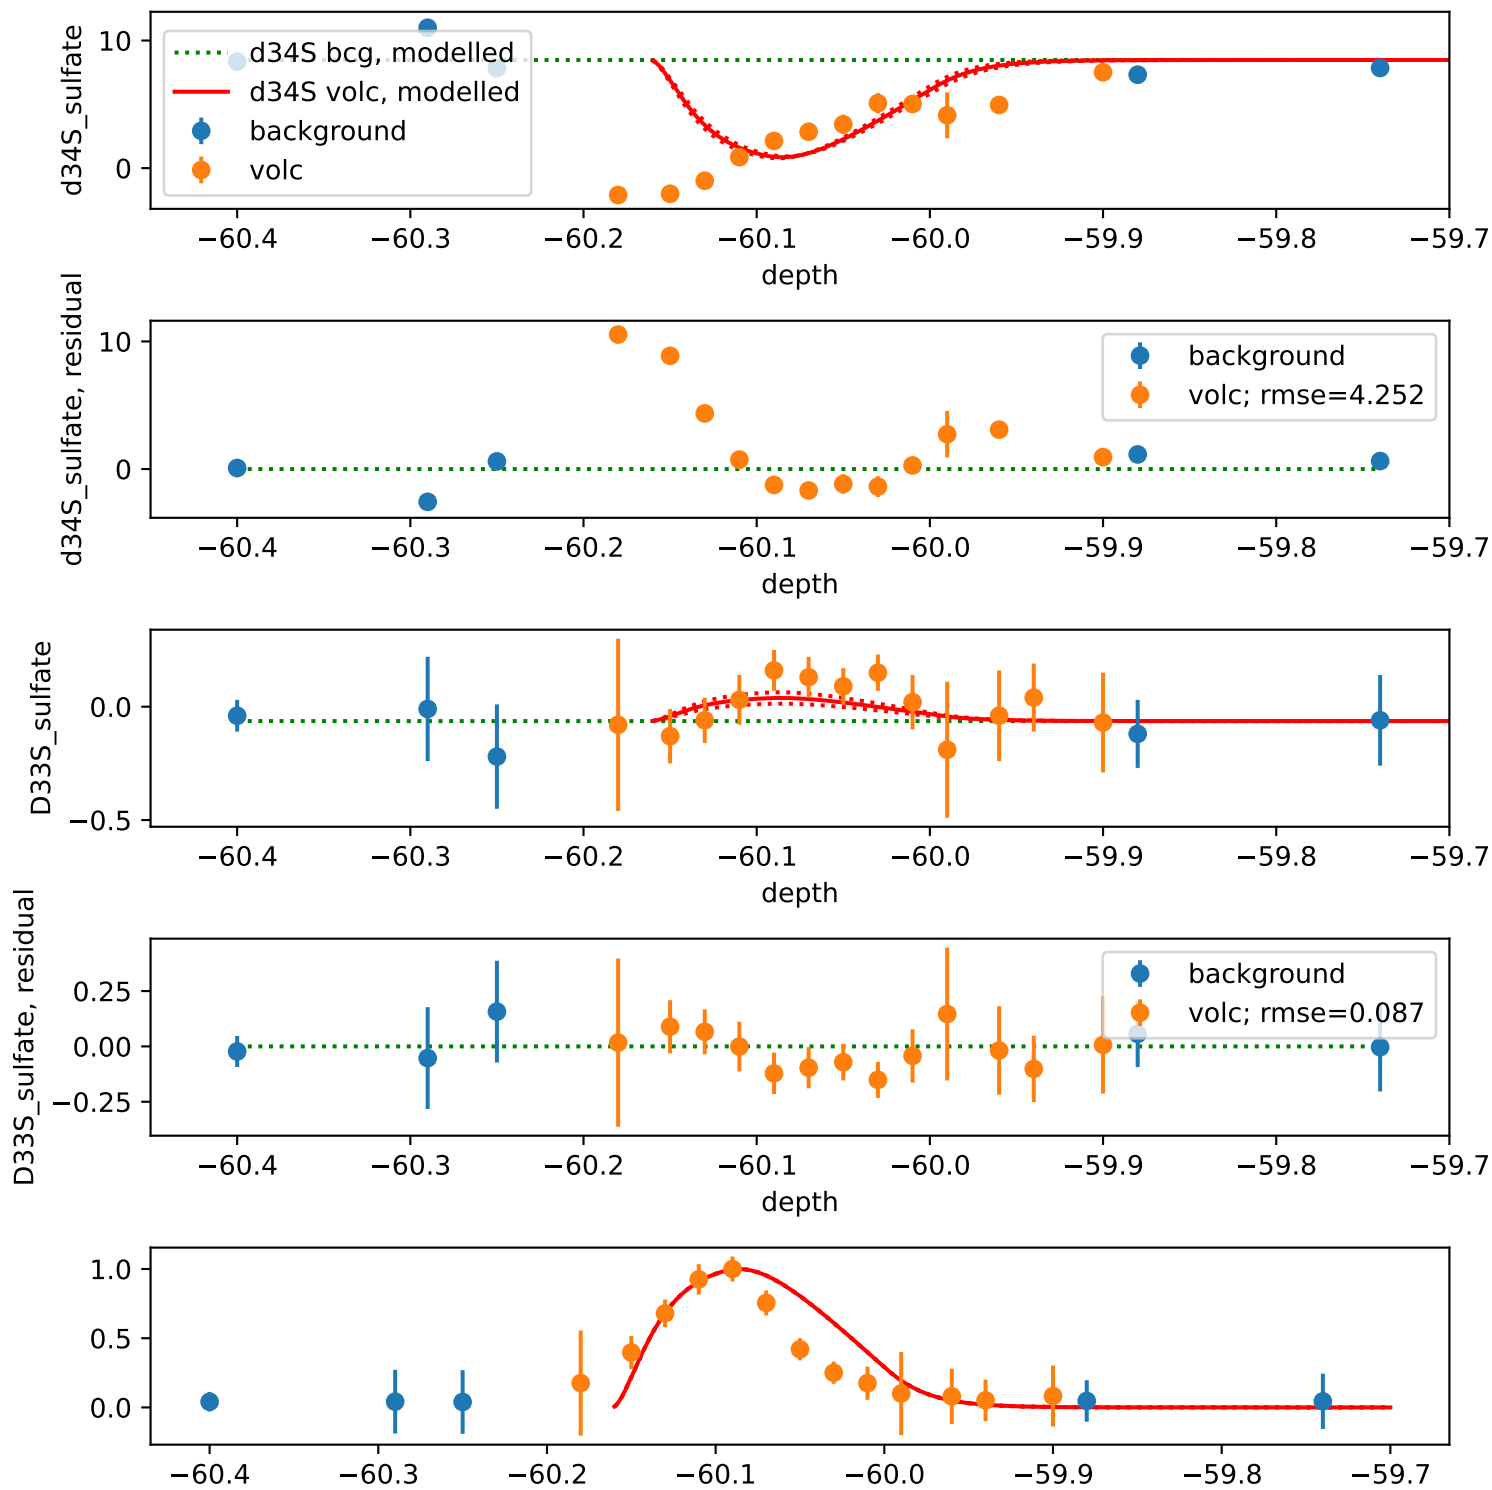 d34S_sulfate
10
0
d34S bcg, modelled
d34S volc, modelled
background
volc
−60.4 −60.3 −60.2 −60.1 −60.0 −59.9 −59.8 −59.7
depth
d34S_sulfate, residual
10
0
background
volc; rmse=4.252
−60.4 −60.3 −60.2 −60.1 −60.0 −59.9 −59.8 −59.7
depth
D33S_sulfate
0.0
−0.5
−60.4 −60.3 −60.2 −60.1 −60.0 −59.9 −59.8 −59.7
depth
D33S_sulfate, residual
0.25
0.00
−0.25
background
volc; rmse=0.087
−60.4 −60.3 −60.2 −60.1 −60.0 −59.9 −59.8 −59.7
depth
1.0
0.5
0.0
−60.4 −60.3 −60.2 −60.1 −60.0 −59.9 −59.8 −59.7